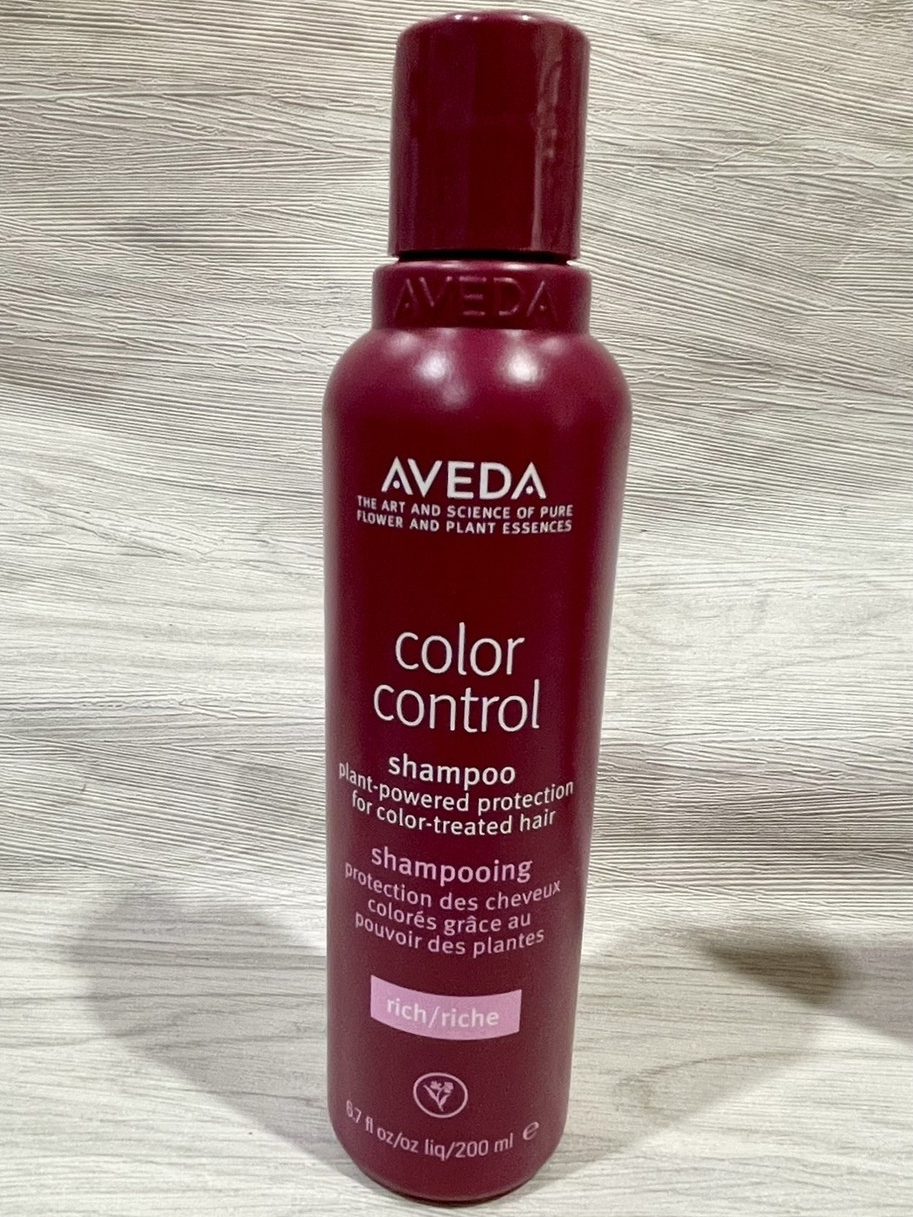 AVEDA
AVEDA
THE ART AND SCIENCE OF PURE
FLOWER AND PLANT ESSENCES
color
control
shampoo
plant-powered protection
for color-treated hair
shampooing
protection des cheveux
colorés grâce au
pouvoir des plantes
rich/riche
6.7 fl oz/oz liq/200 ml ℮